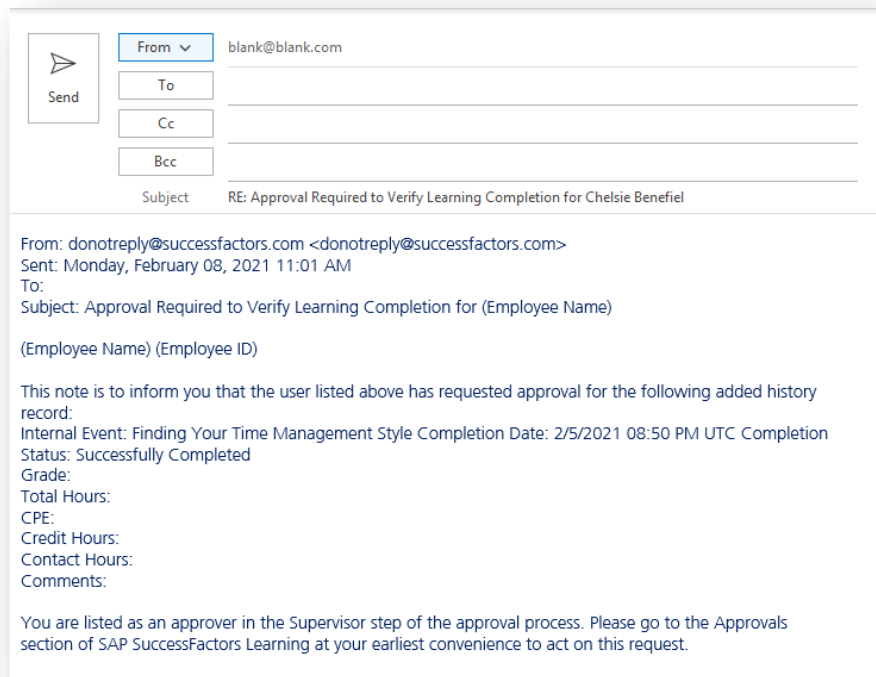 From
blank@blank.com
Send
To
Cc
Bcc
Subject
RE: Approval Required to Verify Learning Completion for Chelsie Benefiel
From: donotreply@successfactors.com <donotreply@successfactors.com>
Sent: Monday, February 08, 2021 11:01 AM
To:
Subject: Approval Required to Verify Learning Completion for (Employee Name)
(Employee Name) (Employee ID)
This note is to inform you that the user listed above has requested approval for the following added history
record:
Internal Event: Finding Your Time Management Style Completion Date: 2/5/2021 08:50 PM UTC Completion
Status: Successfully Completed
Grade:
Total Hours:
CPE:
Credit Hours:
Contact Hours:
Comments:
You are listed as an approver in the Supervisor step of the approval process. Please go to the Approvals
section of SAP SuccessFactors Learning at your earliest convenience to act on this request.